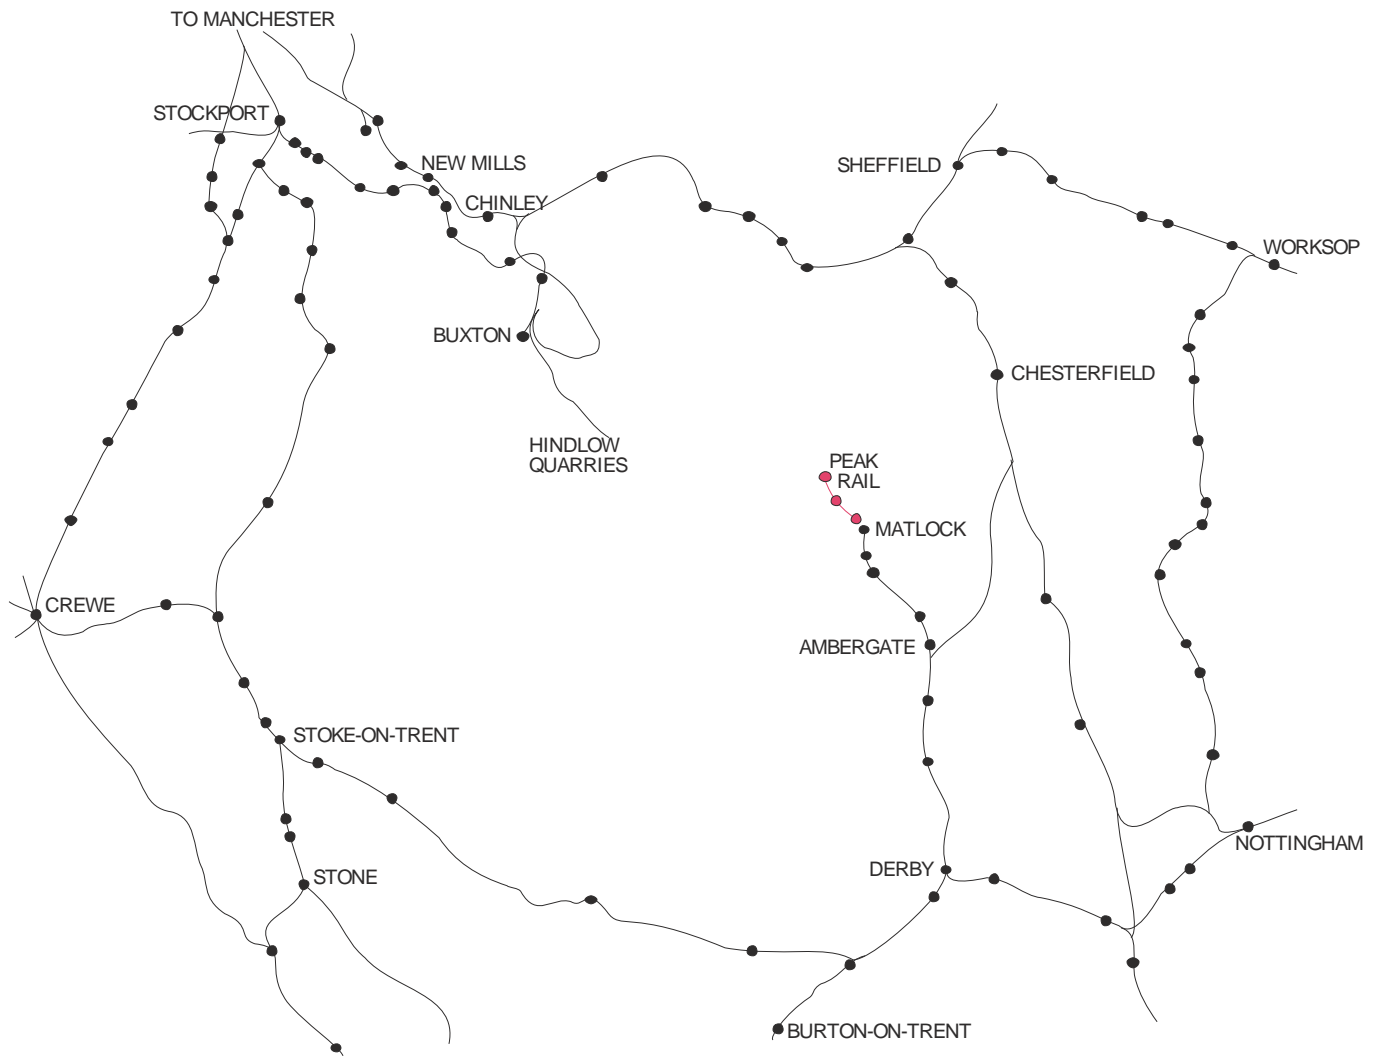 TO MANCHESTER
STOCKPORT
NEW MILLS
SHEFFIELD
CHINLEY
WORKSOP
BUXTON
CHESTERFIELD
HINDLOW
QUARRIES
PEAK
RAIL
MATLOCK
CREWE
AMBERGATE
STOKE-ON-TRENT
NOTTINGHAM
DERBY
STONE
BURTON-ON-TRENT